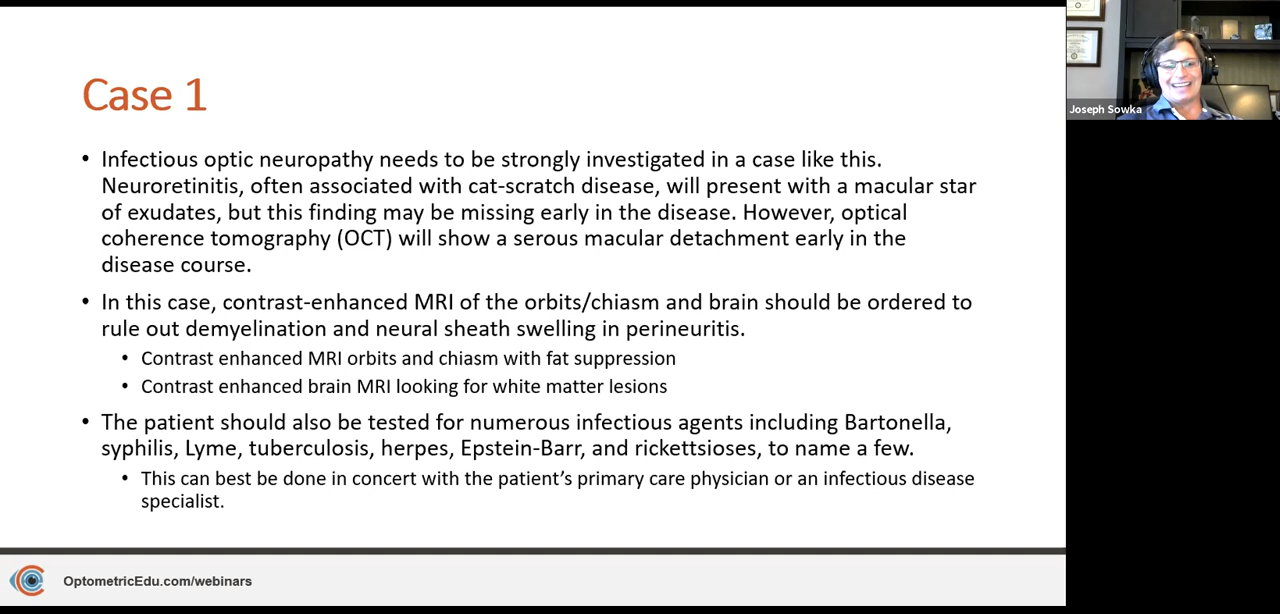 Case 1
• Infectious optic neuropathy needs to be strongly investigated in a case like this.
Neuroretinitis, often associated with cat-scratch disease, will present with a macular star
of exudates, but this finding may be missing early in the disease. However, optical
coherence tomography (OCT) will show a serous macular detachment early in the
disease course.
• In this case, contrast-enhanced MRI of the orbits/chiasm and brain should be ordered to
rule out demyelination and neural sheath swelling in perineuritis.
• Contrast enhanced MRI orbits and chiasm with fat suppression
• Contrast enhanced brain MRI looking for white matter lesions
• The patient should also be tested for numerous infectious agents including Bartonella,
syphilis, Lyme, tuberculosis, herpes, Epstein-Barr, and rickettsioses, to name a few.
• This can best be done in concert with the patient's primary care physician or an infectious disease
specialist.
OptometricEdu.com/webinars
Joseph Sowka